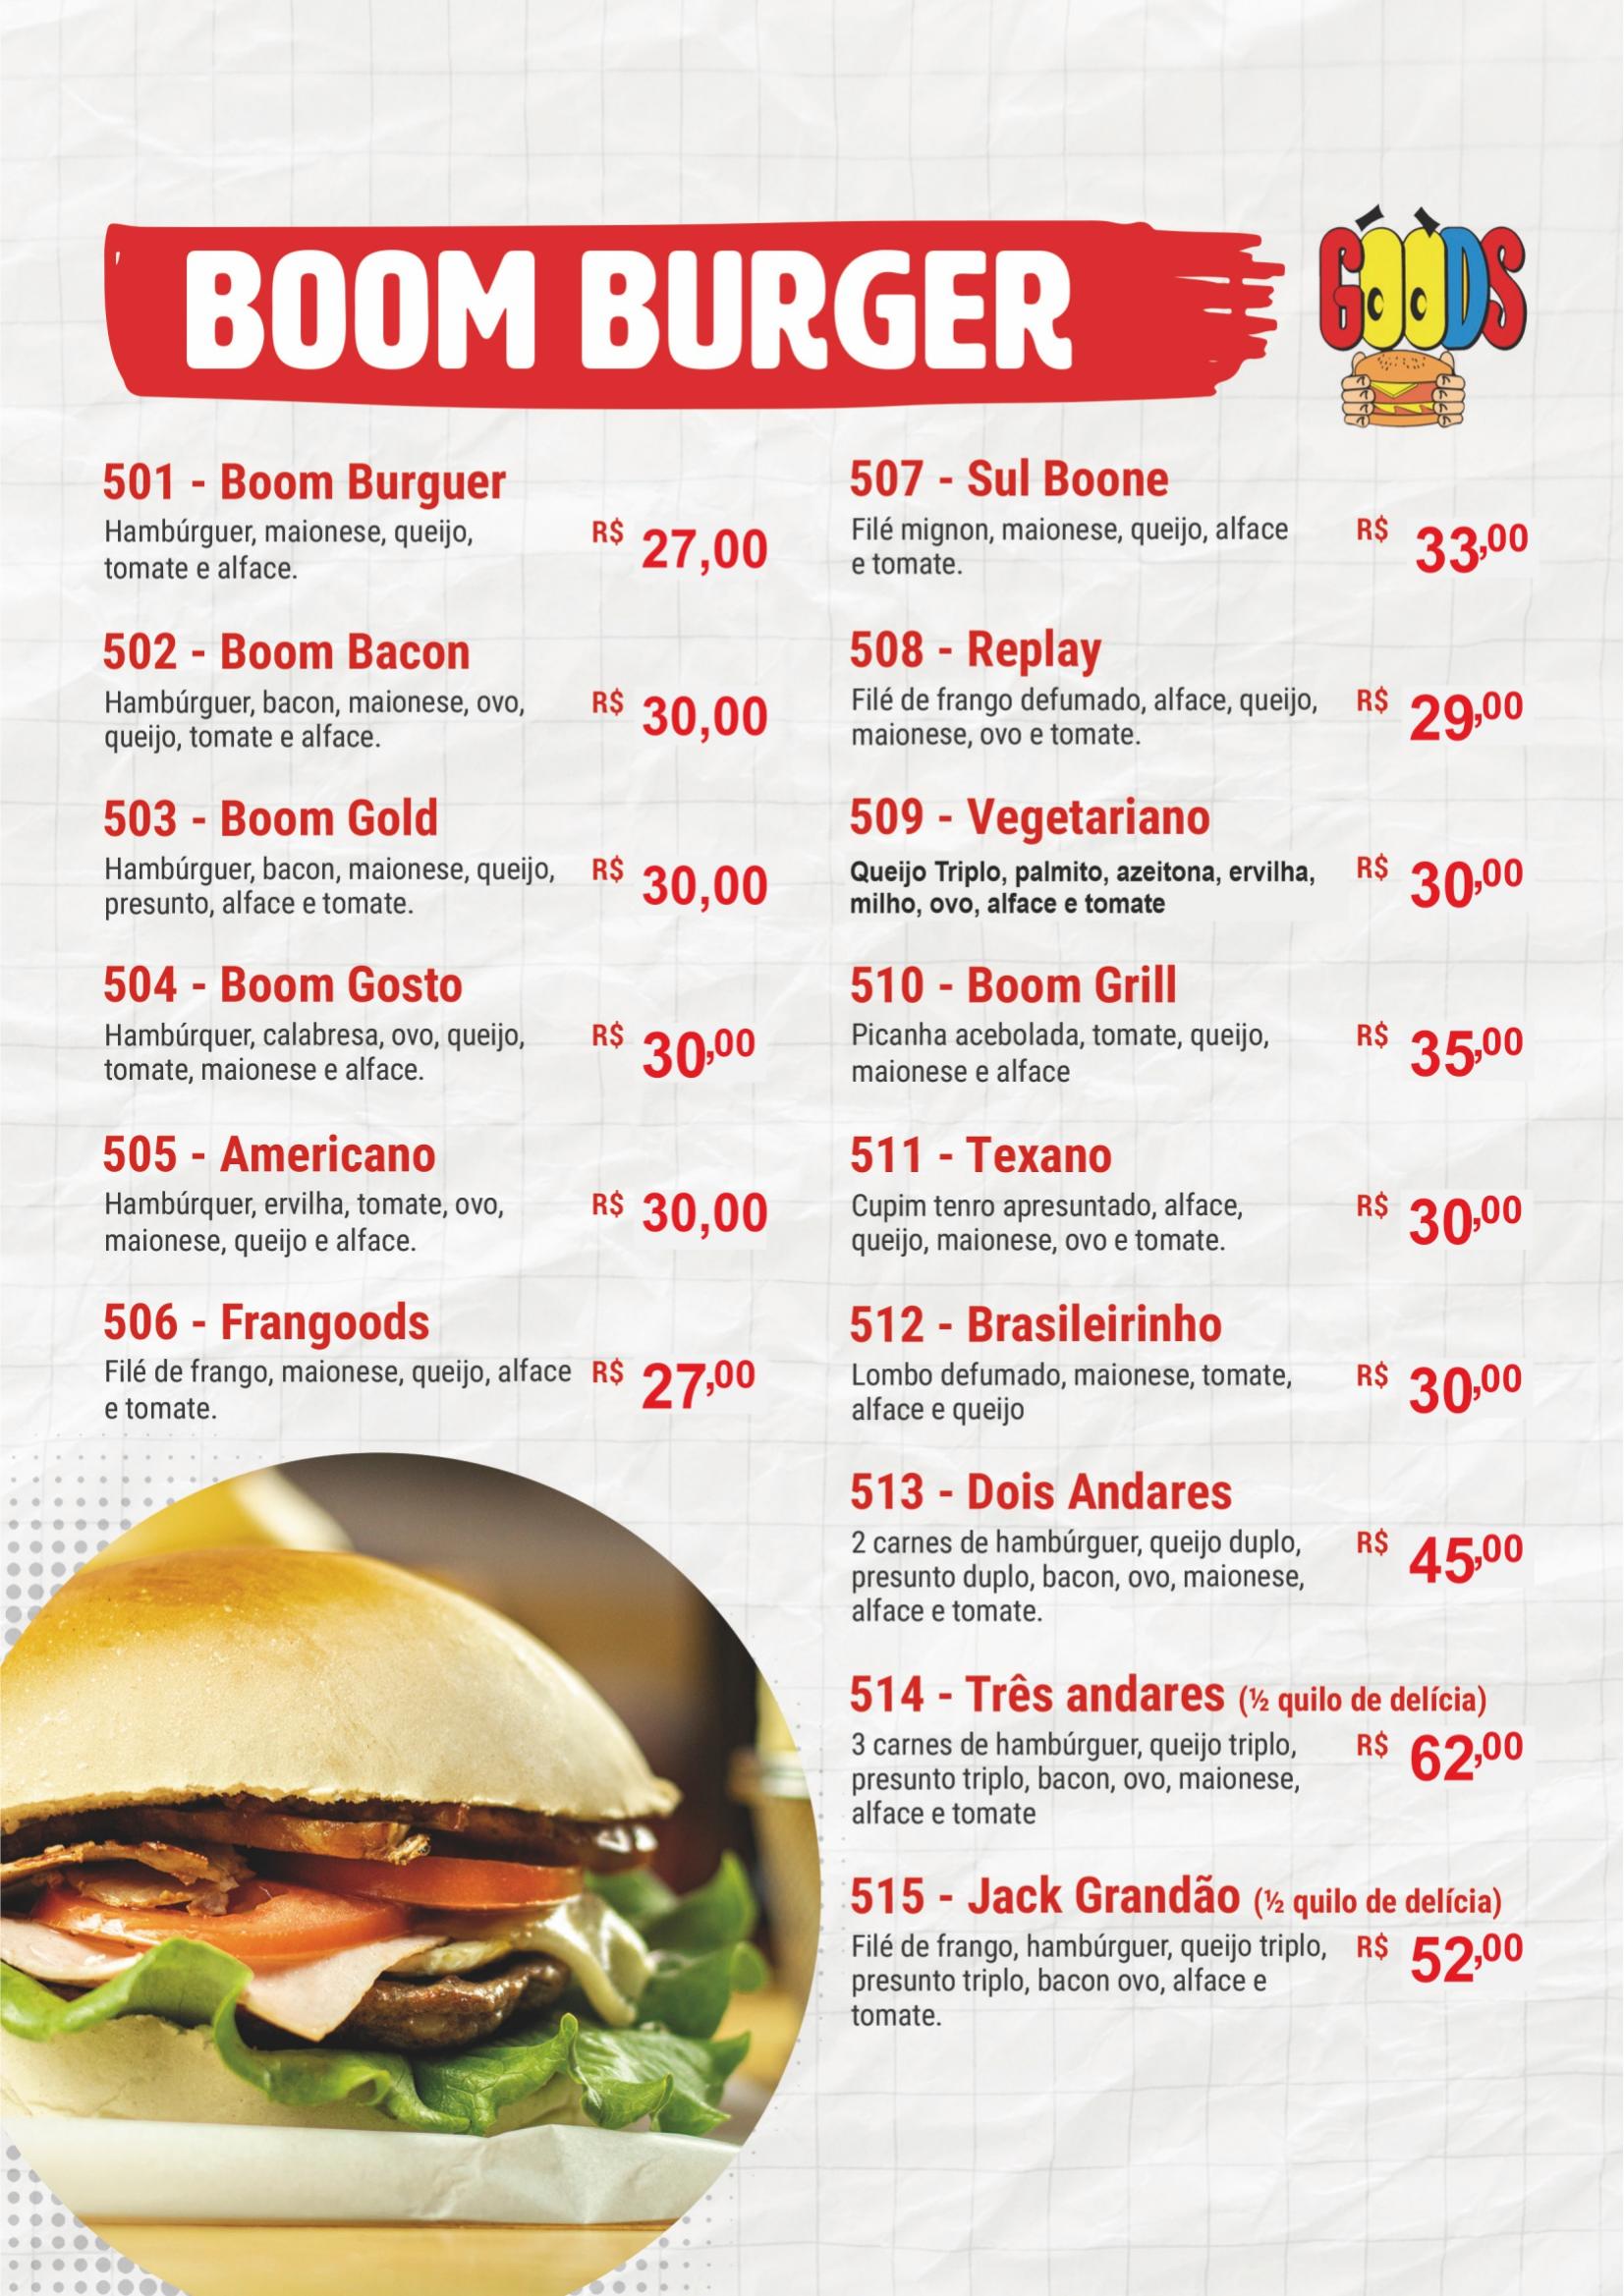 BOOM BURGER
GOODS
501 - Boom Burguer
Hambúrguer, maionese, queijo,
tomate e alface.
R$ 27,00
502 - Boom Bacon
Hambúrguer, bacon, maionese, ovo,
queijo, tomate e alface.
R$ 30,00
503 - Boom Gold
Hambúrguer, bacon, maionese, queijo,
presunto, alface e tomate.
R$ 30,00
504 - Boom Gosto
Hambúrquer, calabresa, ovo, queijo,
tomate, maionese e alface.
R$ 30,00
505 - Americano
Hambúrquer, ervilha, tomate, ovo,
maionese, queijo e alface.
R$ 30,00
506 - Frangoods
Filé de frango, maionese, queijo, alface
e tomate.
R$ 27,00
507 - Sul Boone
Filé mignon, maionese, queijo, alface
e tomate.
R$ 33,00
508 - Replay
Filé de frango defumado, alface, queijo,
maionese, ovo e tomate.
R$ 29,00
509 - Vegetariano
Queijo Triplo, palmito, azeitona, ervilha,
milho, ovo, alface e tomate
R$ 30,00
510 - Boom Grill
Picanha acebolada, tomate, queijo,
maionese e alface
R$ 35,00
511 - Texano
Cupim tenro apresuntado, alface,
queijo, maionese, ovo e tomate.
R$ 30,00
512 - Brasileirinho
Lombo defumado, maionese, tomate,
alface e queijo
R$ 30,00
513 - Dois Andares
2 carnes de hambúrguer, queijo duplo,
presunto duplo, bacon, ovo, maionese,
alface e tomate.
R$ 45,00
514 - Três andares (½ quilo de delícia)
3 carnes de hambúrguer, queijo triplo,
presunto triplo, bacon, ovo, maionese,
alface e tomate
R$ 62,00
515 - Jack Grandão (½ quilo de delícia)
Filé de frango, hambúrguer, queijo triplo,
presunto triplo, bacon ovo, alface e
tomate.
R$ 52,00